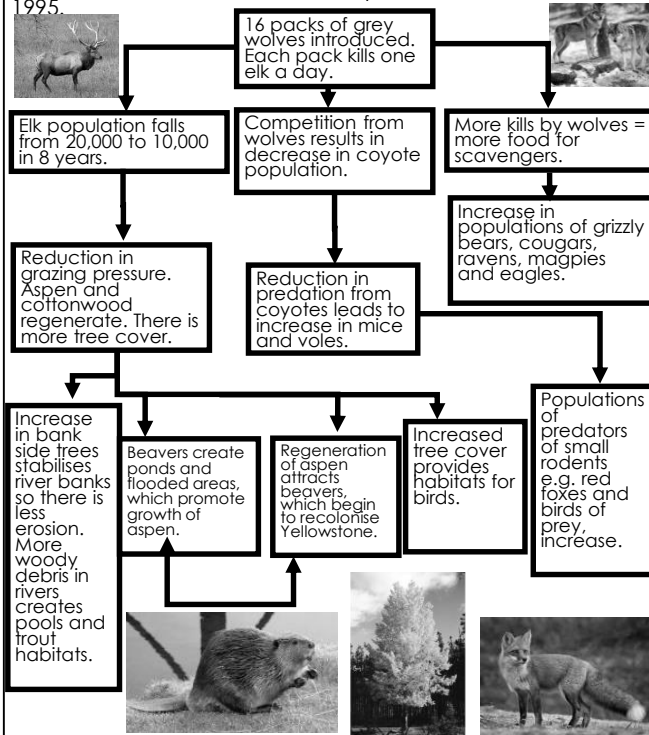 1995.
16 packs of grey
wolves introduced.
Each pack kills one
elk a day.
Elk population falls
from 20,000 to 10,000
in 8 years.
Competition from
wolves results in
decrease in coyote
population.
More kills by wolves =
more food for
scavengers.
Increase in
populations of grizzly
bears, cougars,
ravens, magpies
and eagles.
Reduction in
grazing pressure.
Aspen and
cottonwood
regenerate. There is
more tree cover.
Reduction in
predation from
coyotes leads to
increase in mice
and voles.
Increase
in bank
side trees
stabilises
river banks
so there is
less
erosion.
More
woody
debris in
rivers
creates
pools and
trout
habitats.
Beavers create
ponds and
flooded areas,
which promote
growth of
aspen.
Regeneration
of aspen
attracts
beavers,
which begin
to recolonise
Yellowstone.
Increased
tree cover
provides
habitats for
birds.
Populations
of
predators
of small
rodents
e.g. red
foxes and
birds of
prey,
increase.